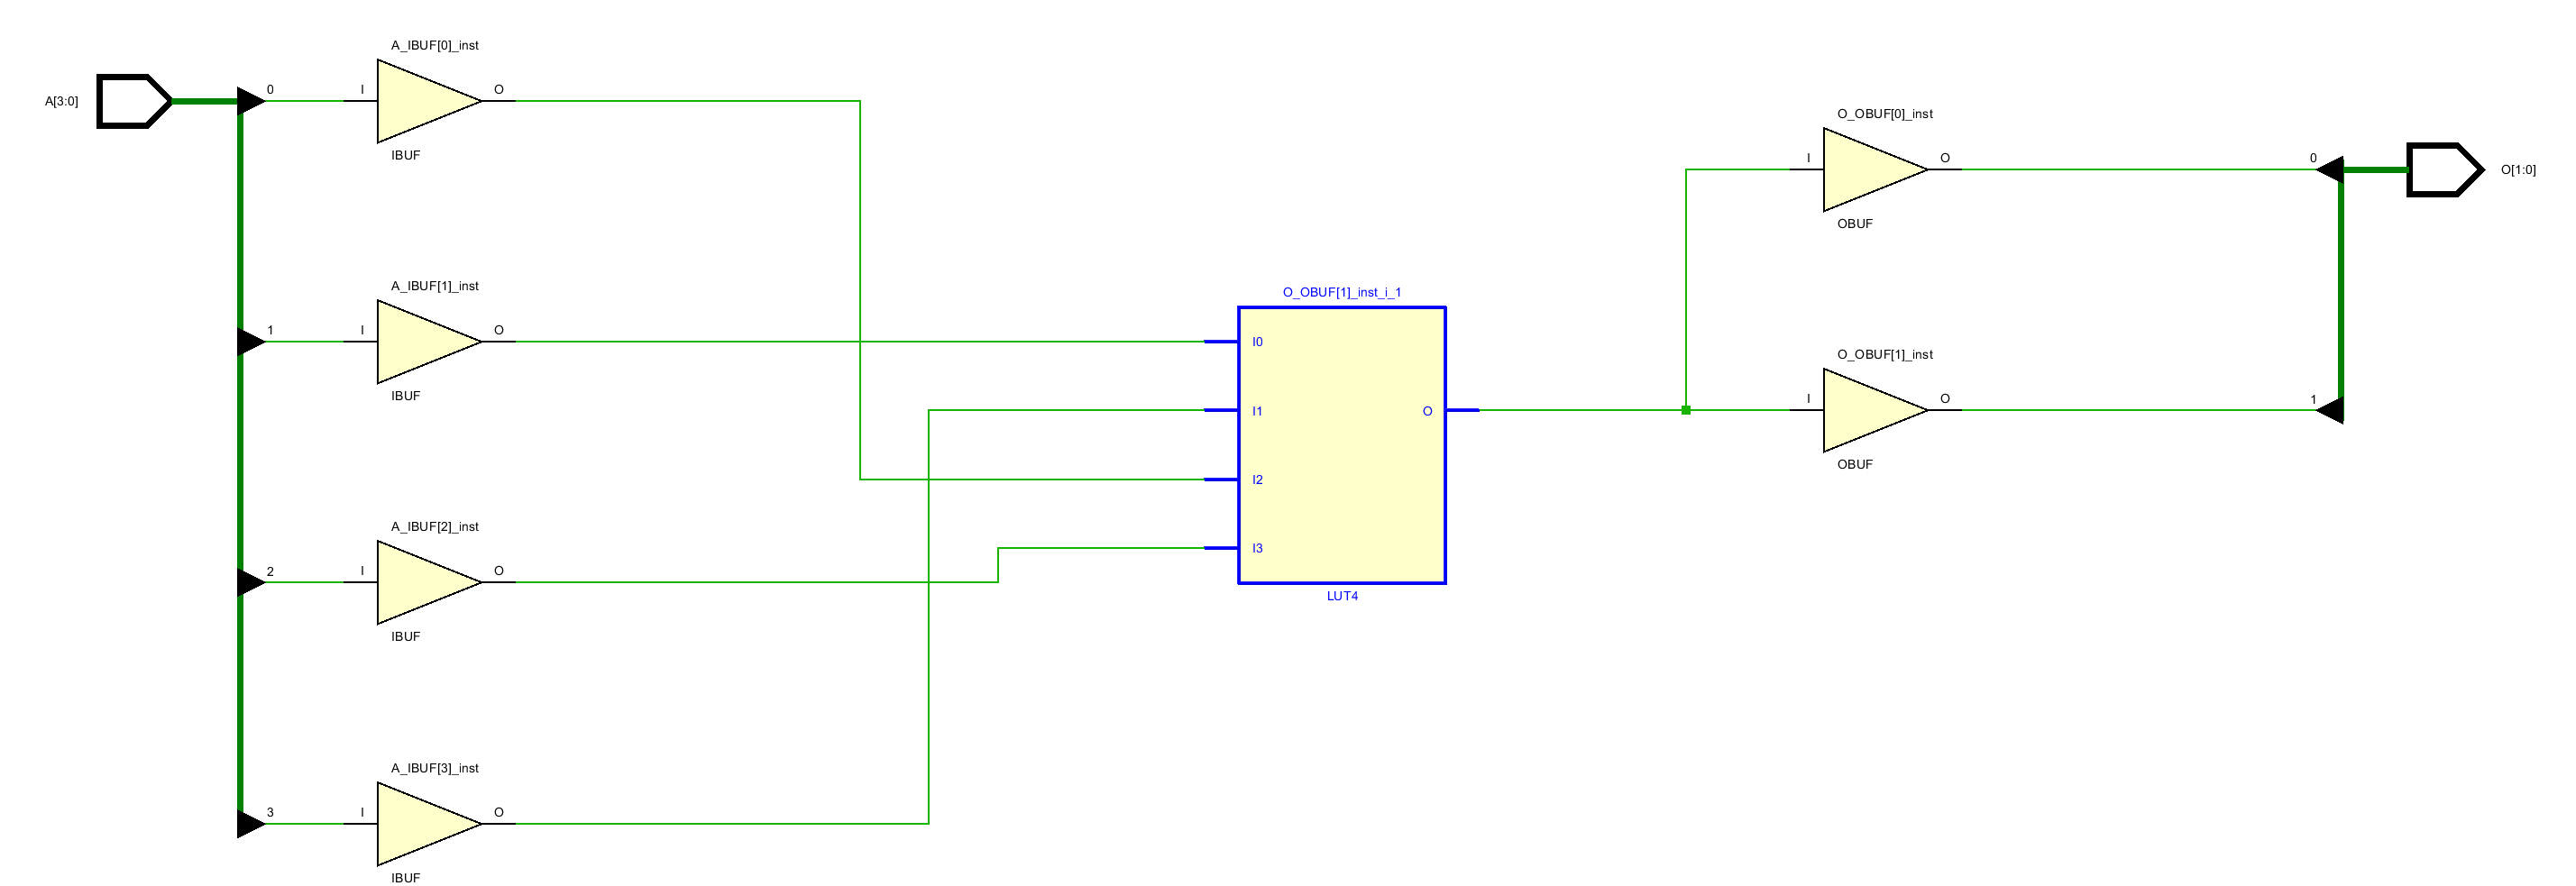 A_IBUF[0]_inst
A[3:0]
0
I
O
IBUF
A_IBUF[1]_inst
1
I
O
IBUF
A_IBUF[2]_inst
2
I
O
IBUF
A_IBUF[3]_inst
3
I
O
IBUF
O_OBUF[1]_inst_i_1
I0
I1
I2
I3
O
LUT4
O_OBUF[0]_inst
I
O
OBUF
O_OBUF[1]_inst
I
O
OBUF
0
1
O[1:0]